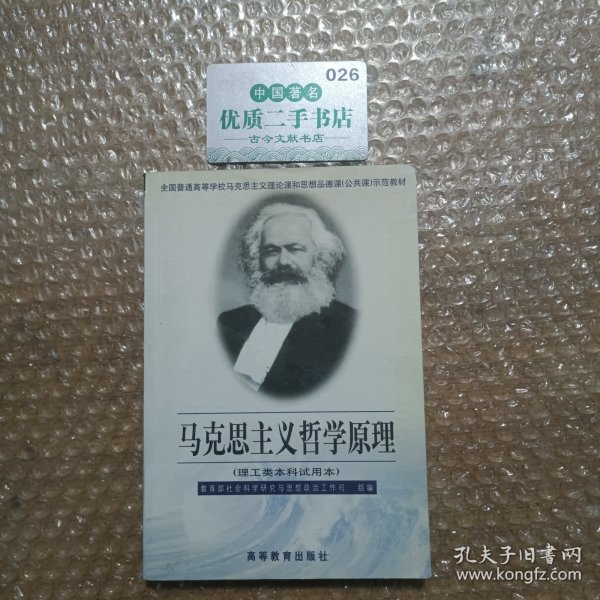 026
中国著名
优质二手书店
古今文献书店
全国普通高等学校马克思主义理论课和思想品德课(公共课)示范教材
马克思主义哲学原理
(理工类本科试用本)
教育部社会科学研究与思想政治工作司 组编
高等教育出版社
孔夫子旧书网
www.kongfz.com